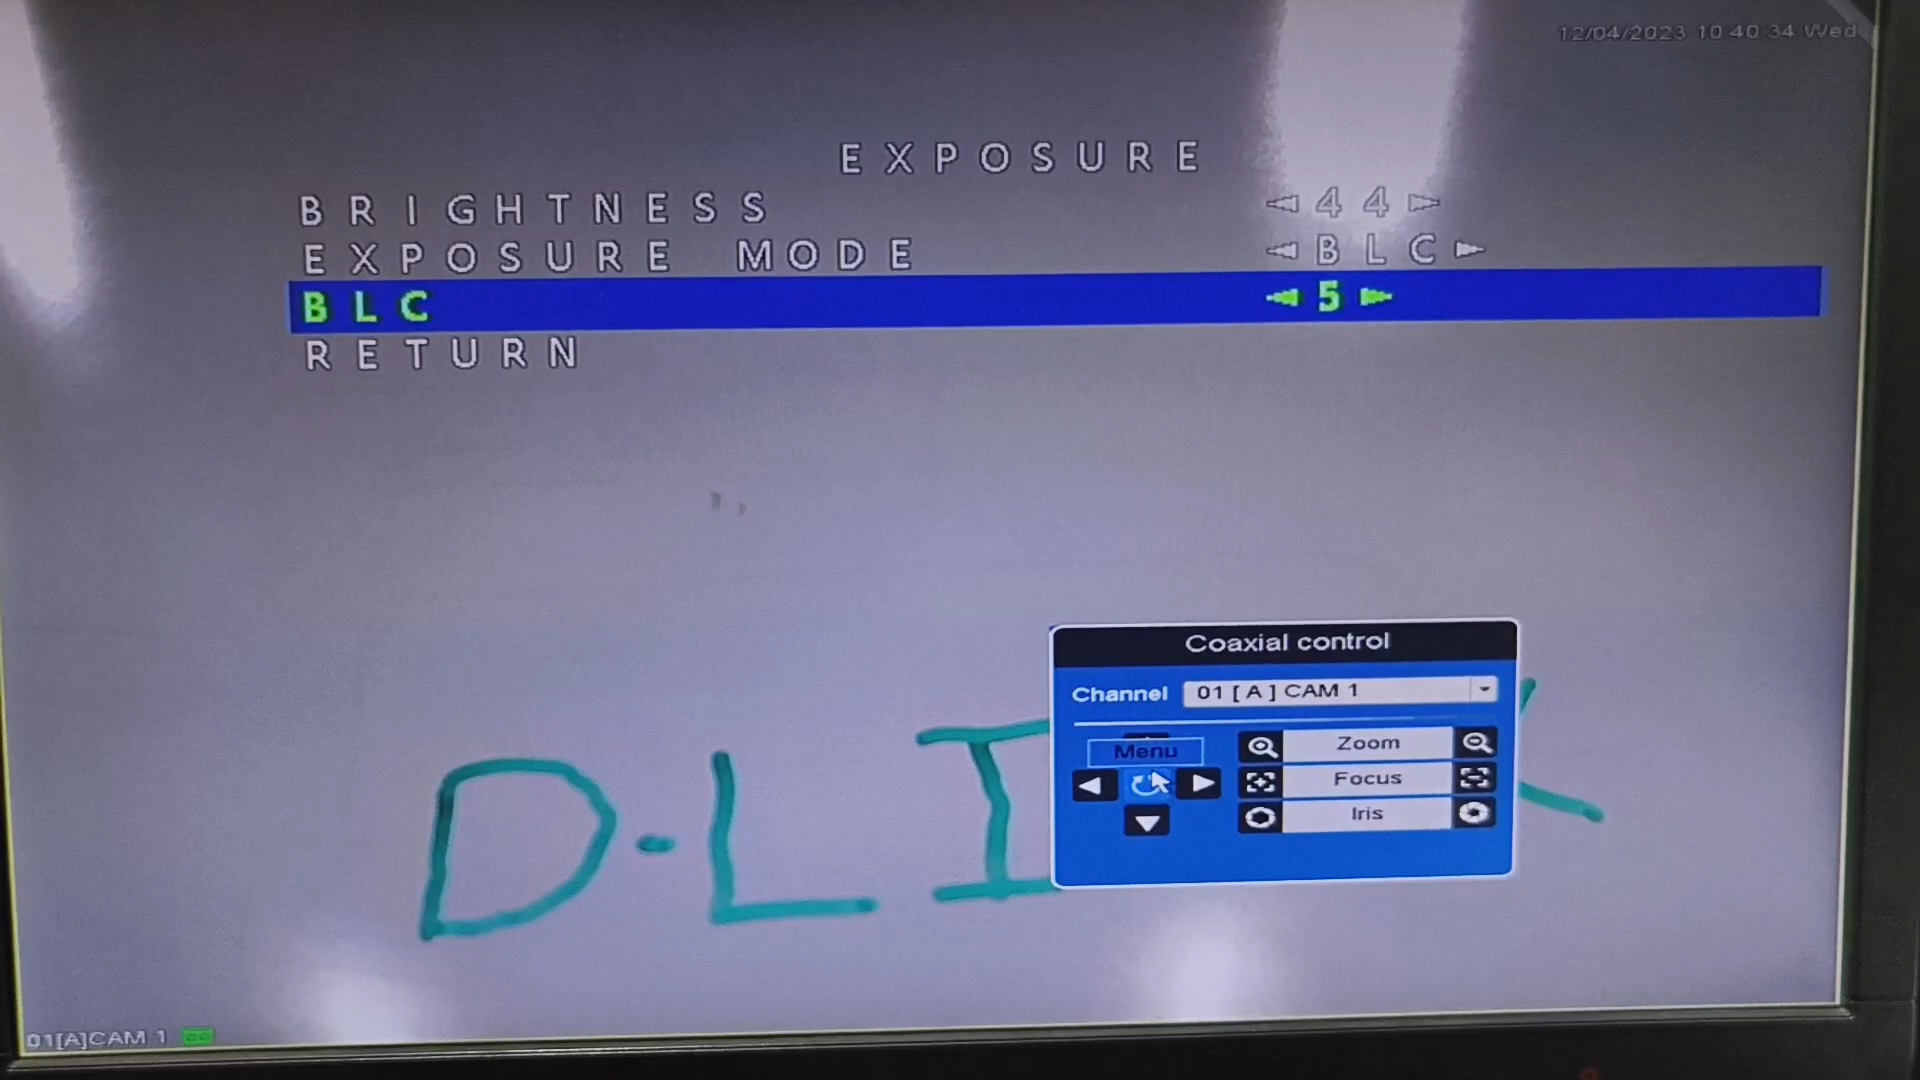 12/04/2023 10 40:34 Wed
EXPOSURE
BRIGHTNESS 44
EXPOSURE MODE BLC
BLC 5
RETURN
Coaxial control
Channel 01 [ A ] CAM 1
Menu
Zoom
Focus
Iris
D-LI
01[A]CAM 1